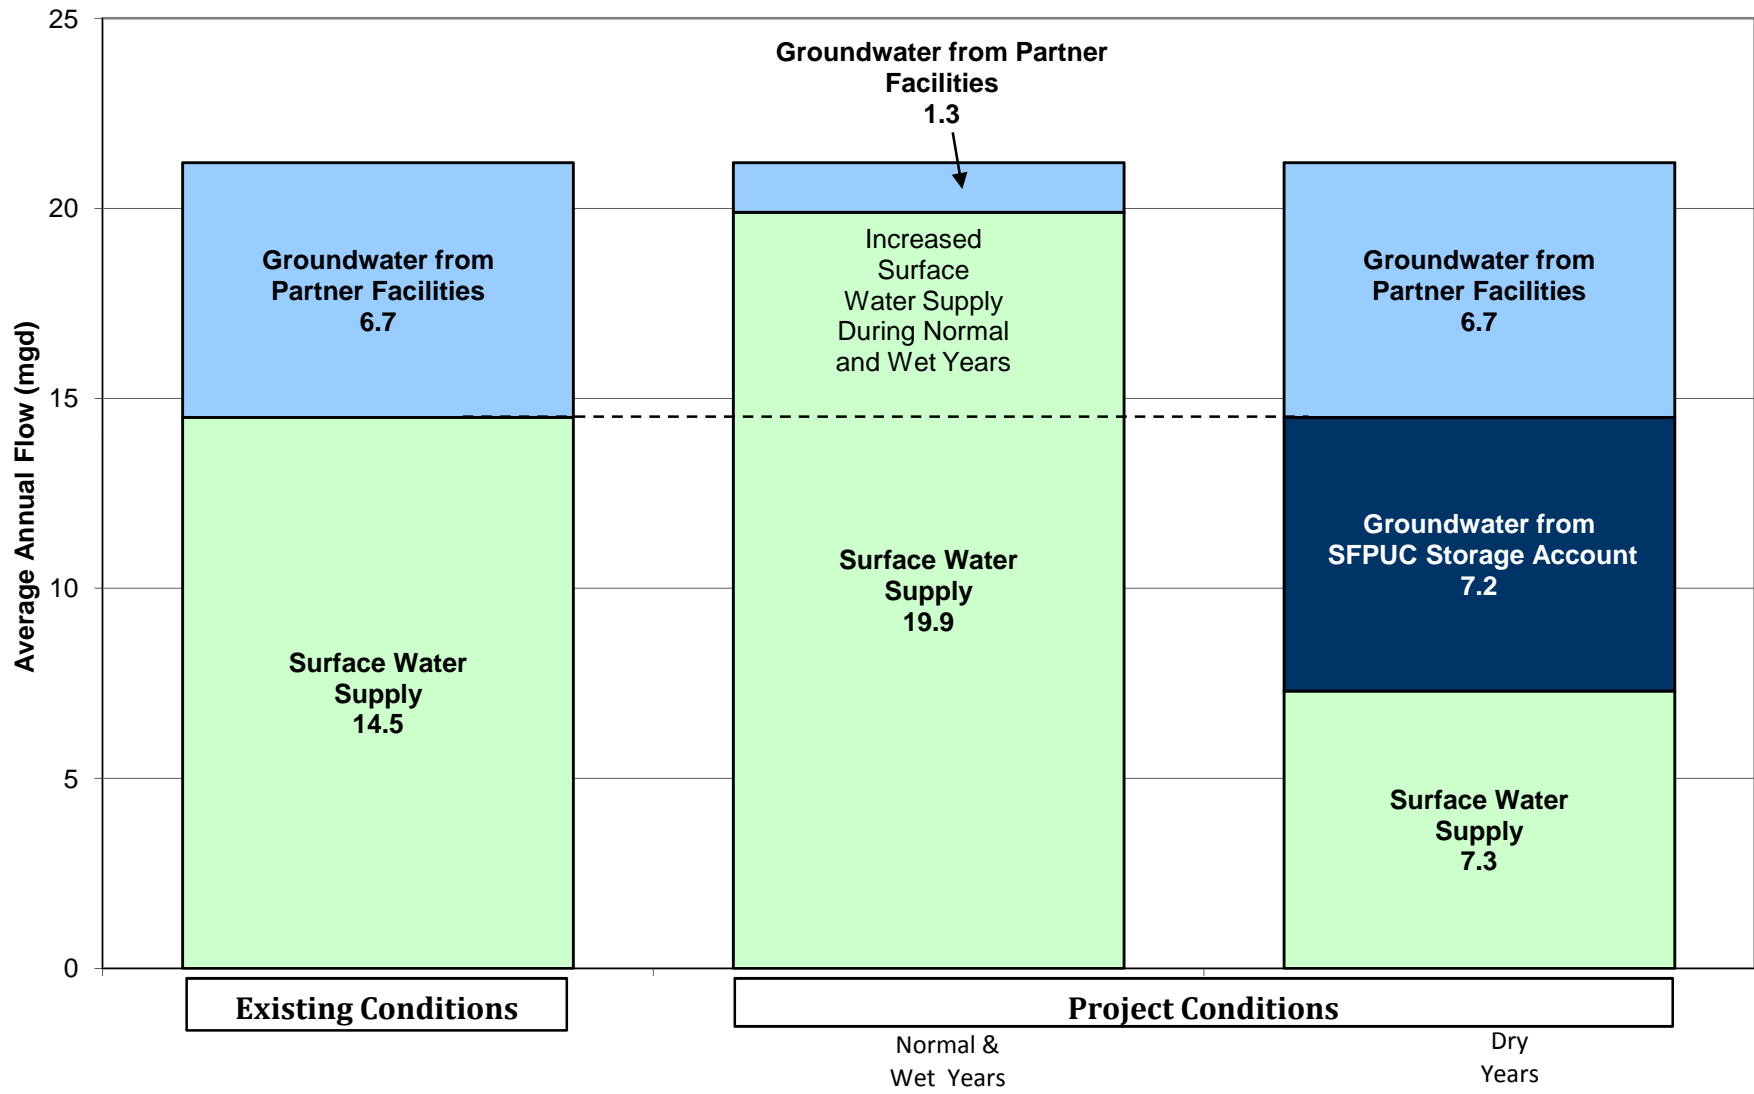 25
20
15
10
5
0
Average Annual Flow (mgd)
Groundwater from
Partner Facilities
6.7
Surface Water
Supply
14.5
Groundwater from Partner
Facilities
1.3
Increased
Surface
Water Supply
During Normal
and Wet Years
Surface Water
Supply
19.9
Groundwater from
Partner Facilities
6.7
Groundwater from
SFPUC Storage Account
7.2
Surface Water
Supply
7.3
Existing Conditions
Project Conditions
Normal &
Wet Years
Dry
Years